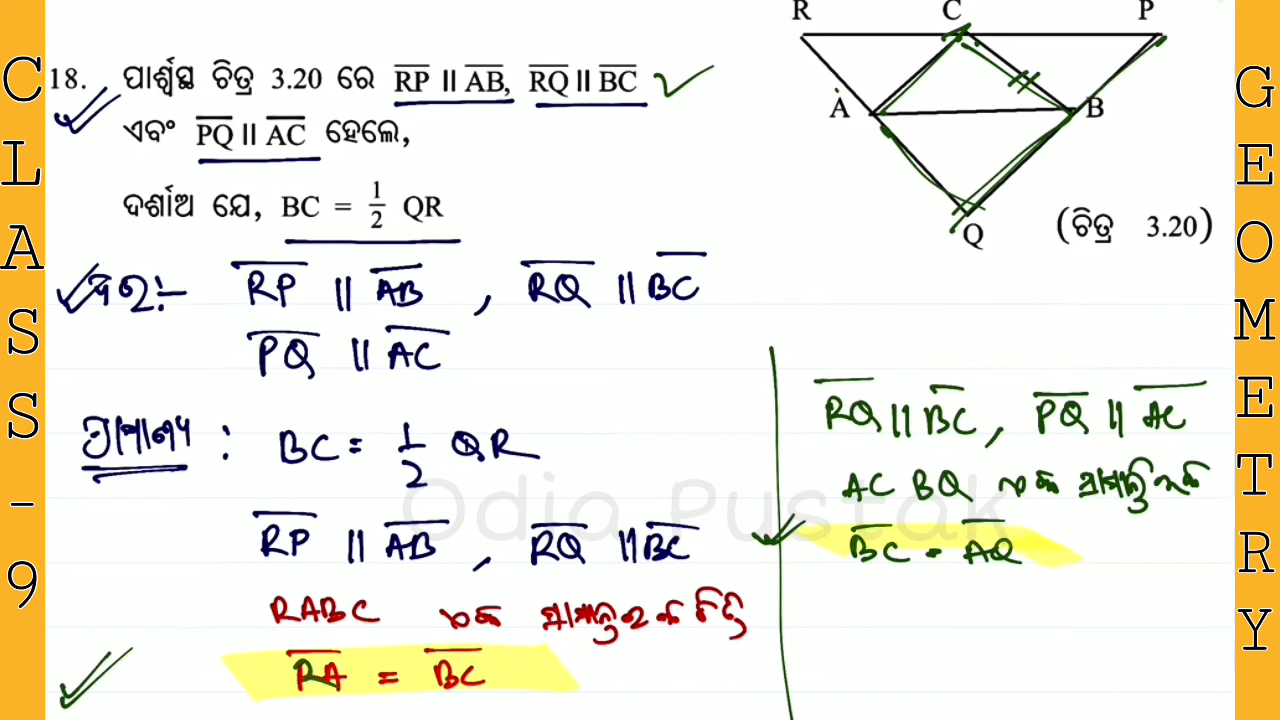 CLASS-9
18. ପାର୍ଶ୍ଵସ୍ଥ ଚିତ୍ର 3.20 ରେ RP || AB, RQ || BC
ଏବଂ PQ || AC ହେଲେ,
ଦର୍ଶାଅ ଯେ, BC = 1/2 QR
R C P
A B
Q
(ଚିତ୍ର 3.20)
ଦତ୍ତ:- RP || AB, RQ || BC
PQ || AC
ପ୍ରାମାଣ୍ୟ : BC = 1/2 QR
RP || AB, RQ || BC
RABC ଏକ ସାମାନ୍ତରିକ ଚିତ୍ର
RA = BC
RQ || BC, PQ || AC
ACBQ ଏକ ସାମାନ୍ତରିକ
BC = AQ
Odia Pustak
GEOMETRY